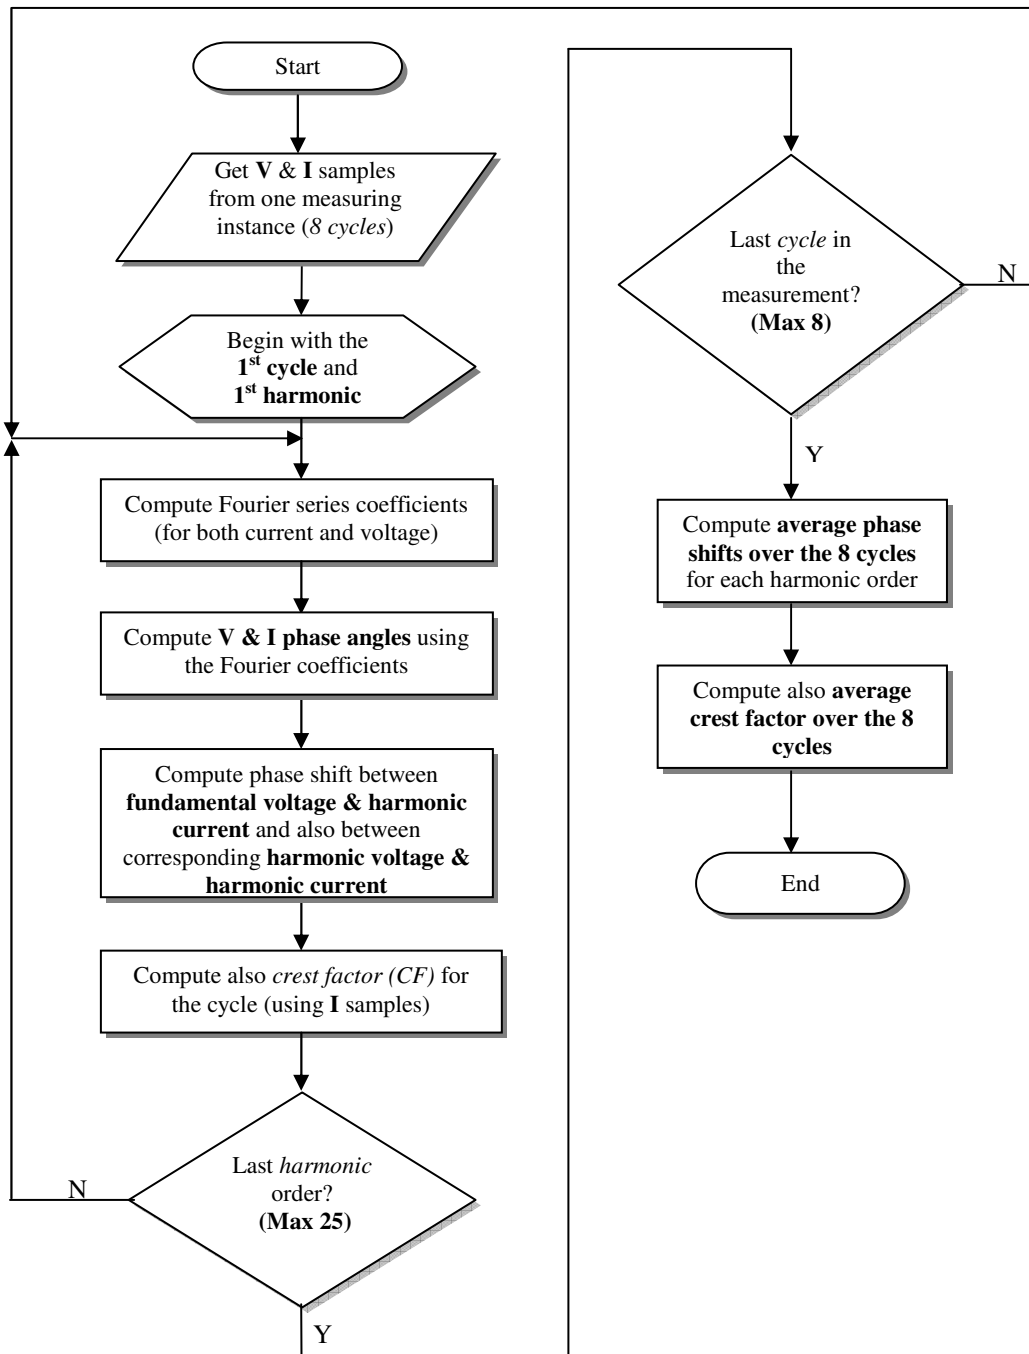 Start
Get V & I samples
from one measuring
instance (8 cycles)
Begin with the
1st cycle and
1st harmonic
Compute Fourier series coefficients
(for both current and voltage)
Compute V & I phase angles using
the Fourier coefficients
Compute phase shift between
fundamental voltage & harmonic
current and also between
corresponding harmonic voltage &
harmonic current
Compute also crest factor (CF) for
the cycle (using I samples)
Last harmonic
order?
(Max 25)
N
Y
Last cycle in
the
measurement?
(Max 8)
N
Y
Compute average phase
shifts over the 8 cycles
for each harmonic order
Compute also average
crest factor over the 8
cycles
End